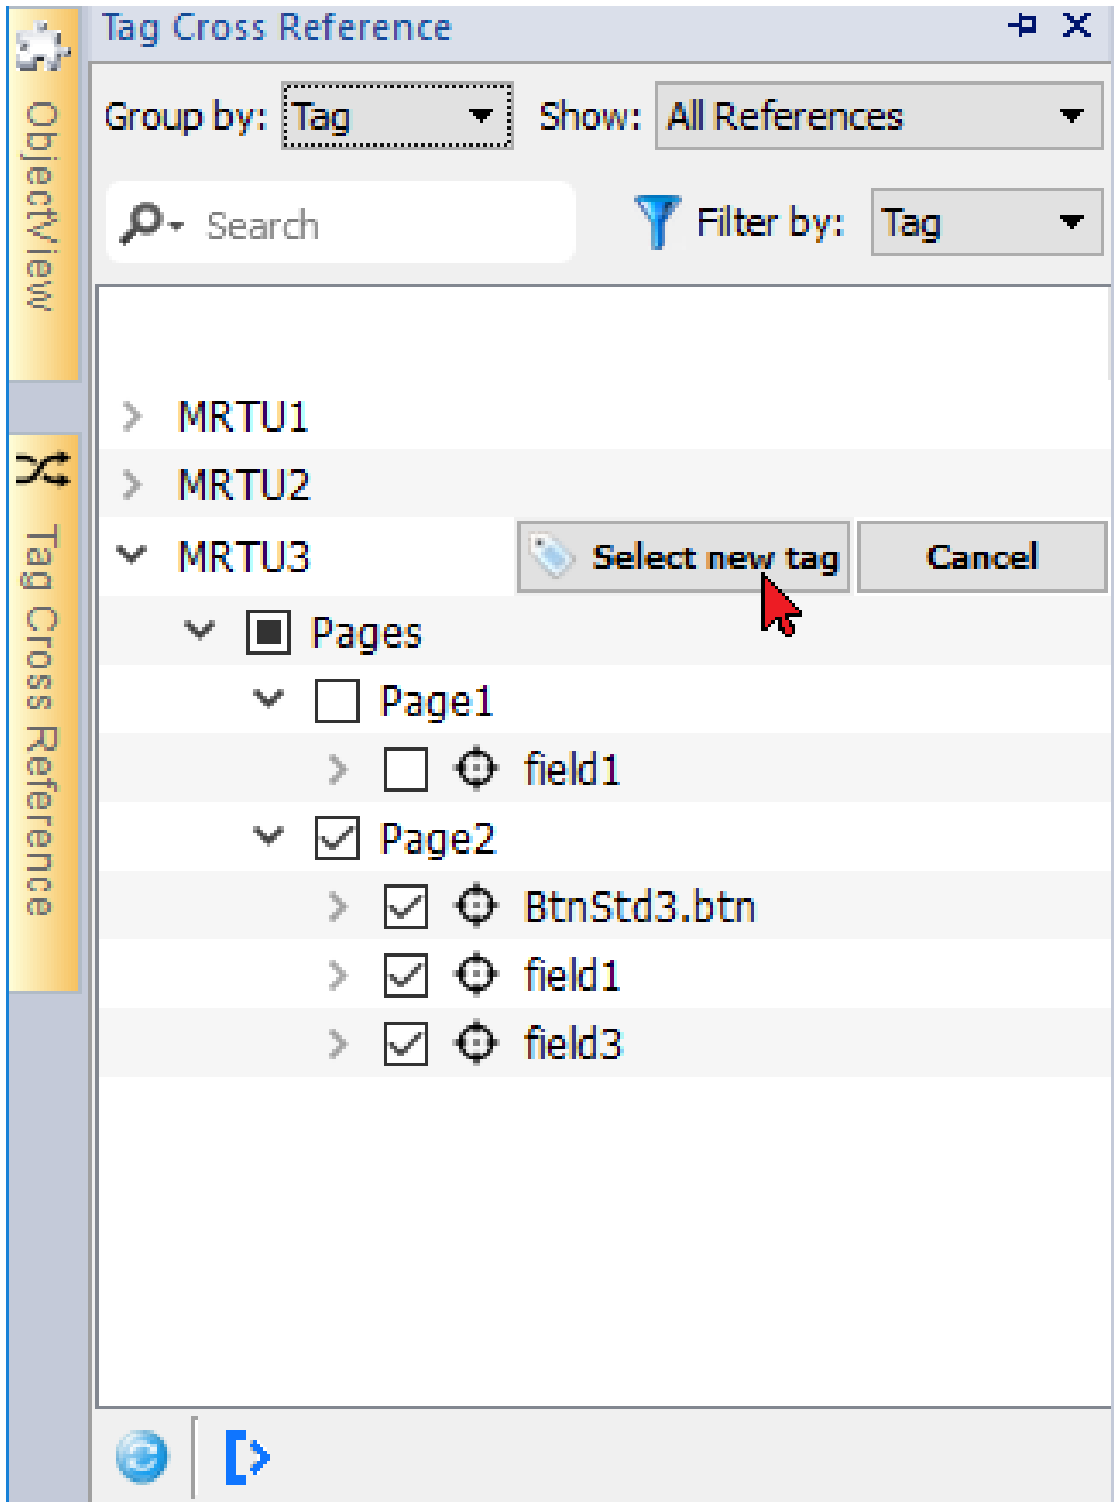 Tag Cross Reference
Group by: Tag Show: All References
Search Filter by: Tag
ObjectView
Tag Cross Reference
MRTU1
MRTU2
MRTU3 Select new tag Cancel
Pages
Page1
field1
Page2
BtnStd3.btn
field1
field3